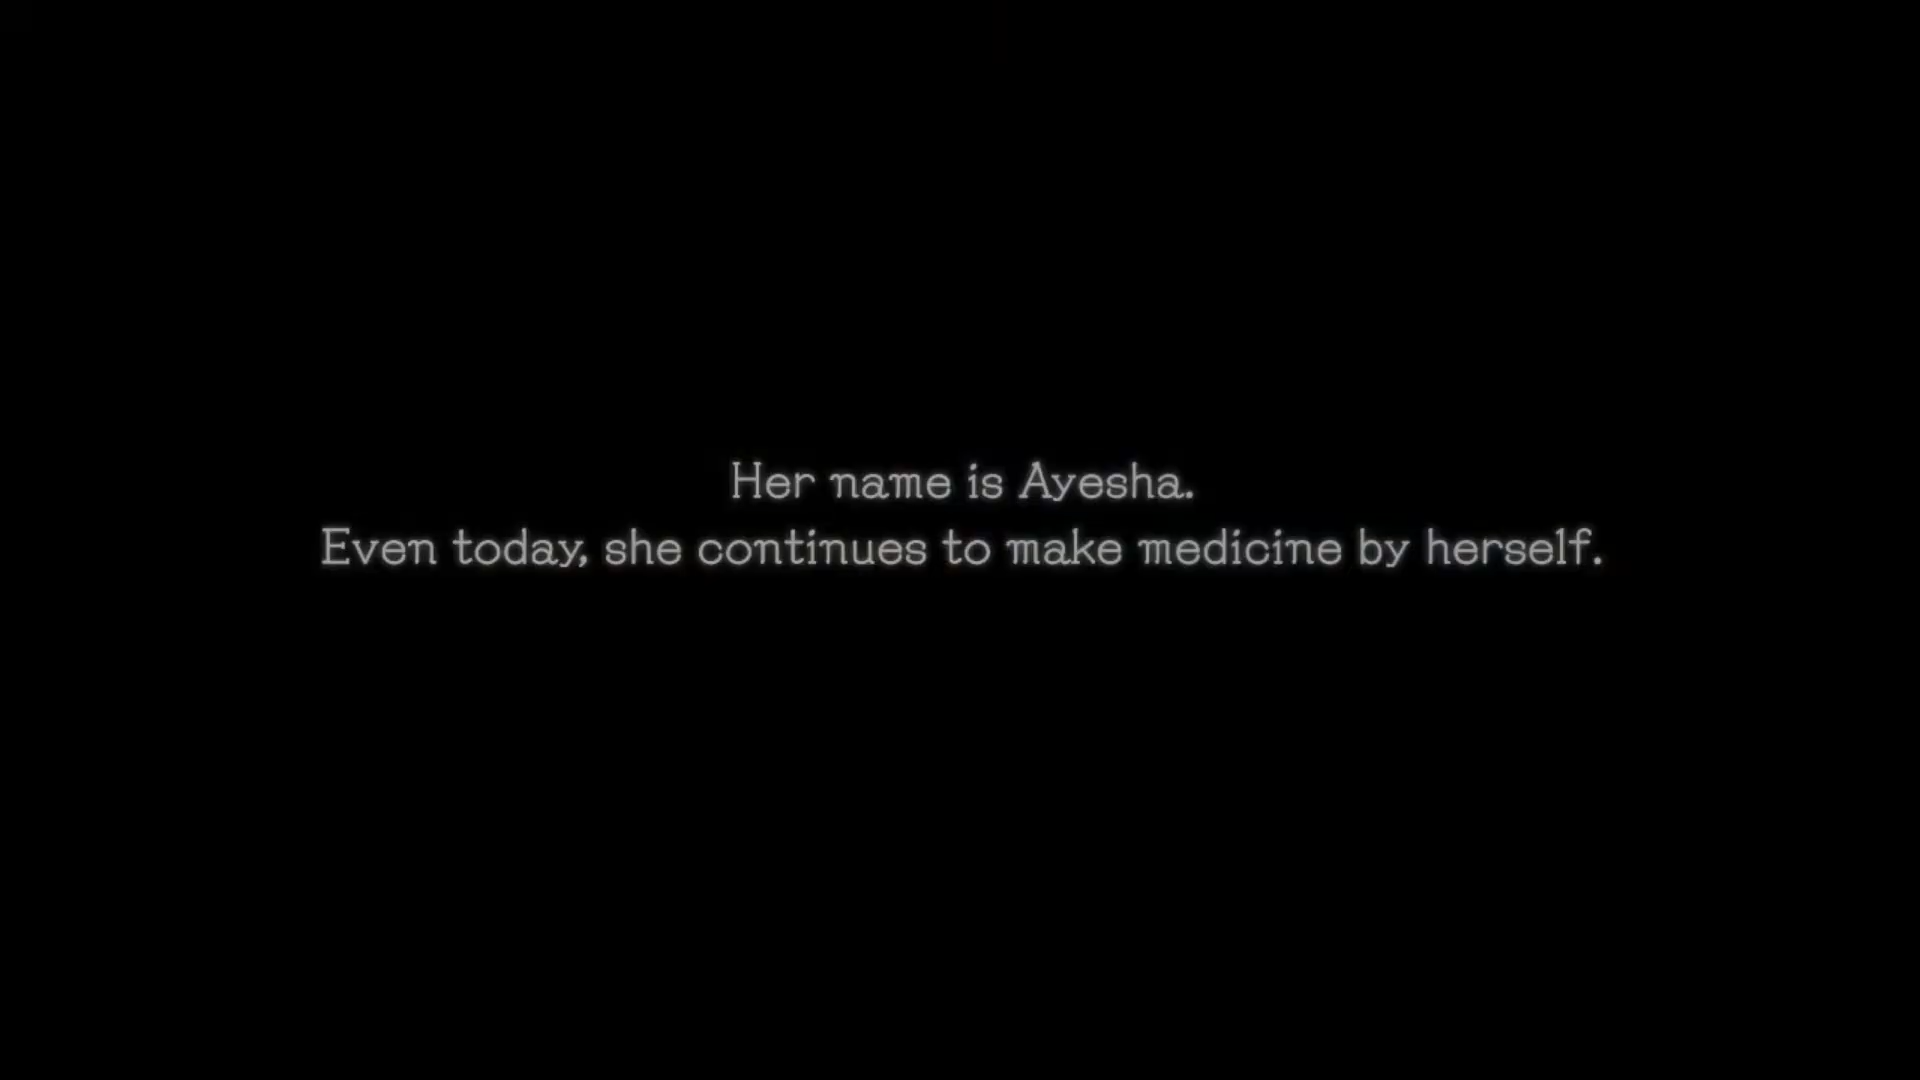 Her name is Ayesha.
Even today, she continues to make medicine by herself.